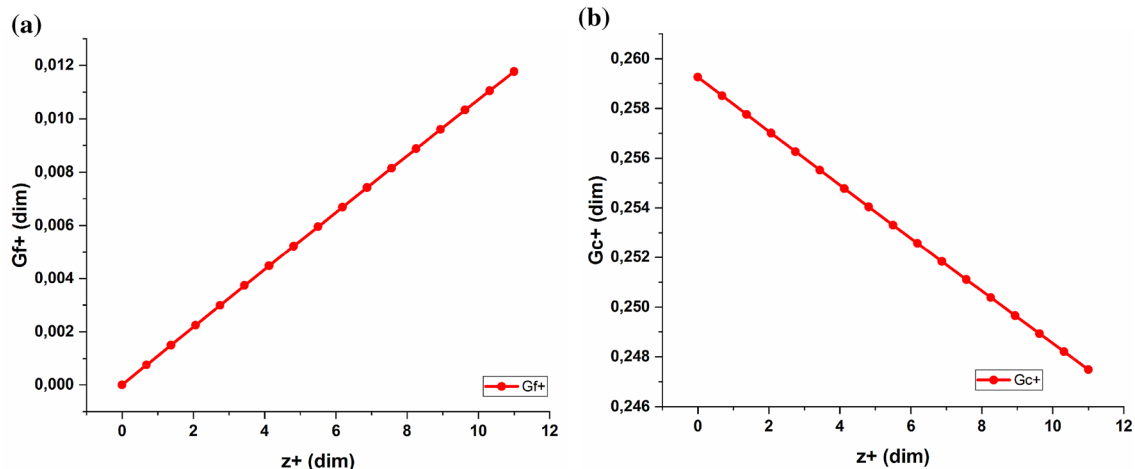 (a)
0,012
0,010
0,008
0,006
0,004
0,002
0,000
Gf+ (dim)
0 2 4 6 8 10 12
z+ (dim)
Gf+
(b)
0,260
0,258
0,256
0,254
0,252
0,250
0,248
0,246
Gc+ (dim)
0 2 4 6 8 10 12
z+ (dim)
Gc+